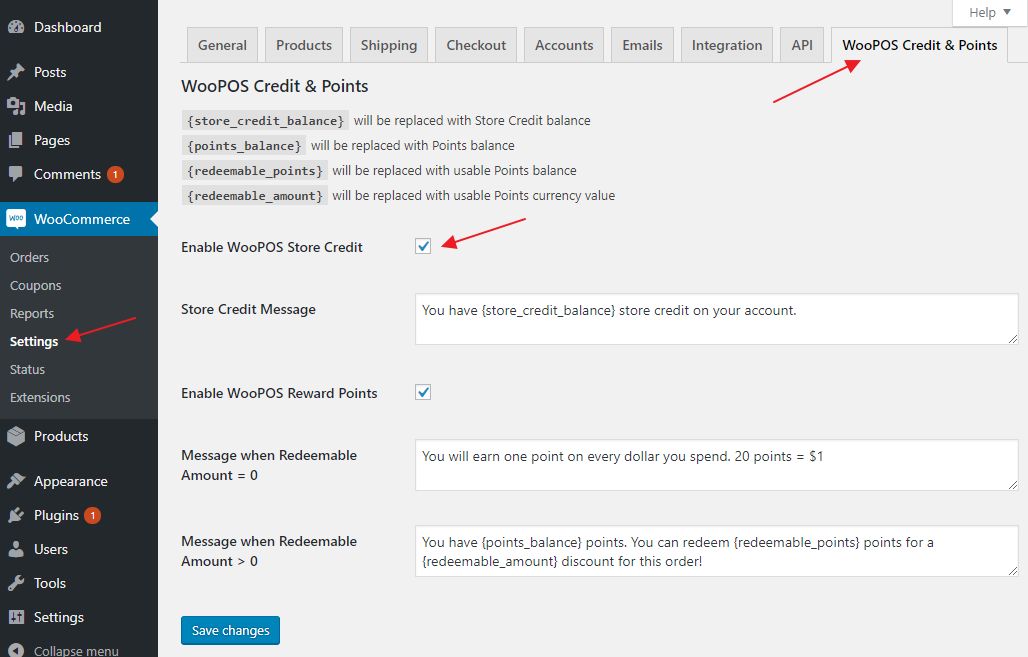 Help
Dashboard
Posts
Media
Pages
Comments 1
WOO WooCommerce
Orders
Coupons
Reports
Settings
Status
Extensions
Products
Appearance
Plugins 1
Users
Tools
Settings
Collapse menu
General Products Shipping Checkout Accounts Emails Integration API WooPOS Credit & Points
WooPOS Credit & Points
{store_credit_balance} will be replaced with Store Credit balance
{points_balance} will be replaced with Points balance
{redeemable_points} will be replaced with usable Points balance
{redeemable_amount} will be replaced with usable Points currency value
Enable WooPOS Store Credit
Store Credit Message
You have {store_credit_balance} store credit on your account.
Enable WooPOS Reward Points
Message when Redeemable
Amount = 0
You will earn one point on every dollar you spend. 20 points = $1
Message when Redeemable
Amount > 0
You have {points_balance} points. You can redeem {redeemable_points} points for a
{redeemable_amount} discount for this order!
Save changes